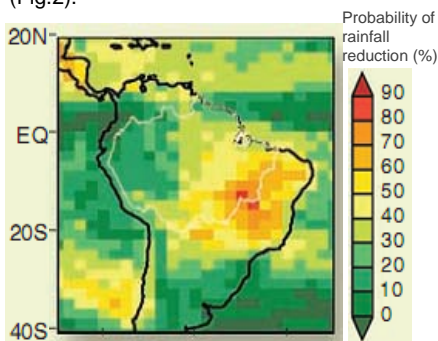 (Fig.2).
Probability of
rainfall
reduction (%)
20N
EQ
20S
40S
90
80
70
60
50
40
30
20
10
0